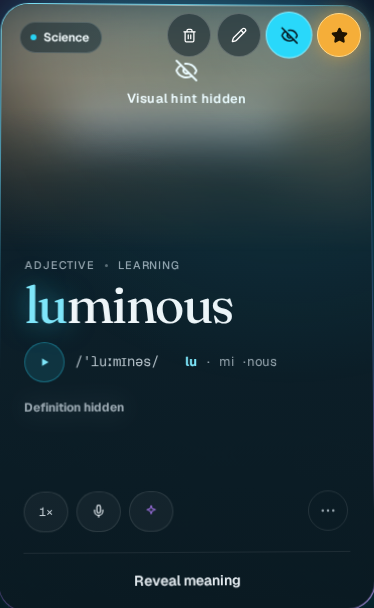 Science
Visual hint hidden
ADJECTIVE • LEARNING
luminous
/ˈluːmɪnəs/ lu · mi ·nous
Definition hidden
1×
Reveal meaning